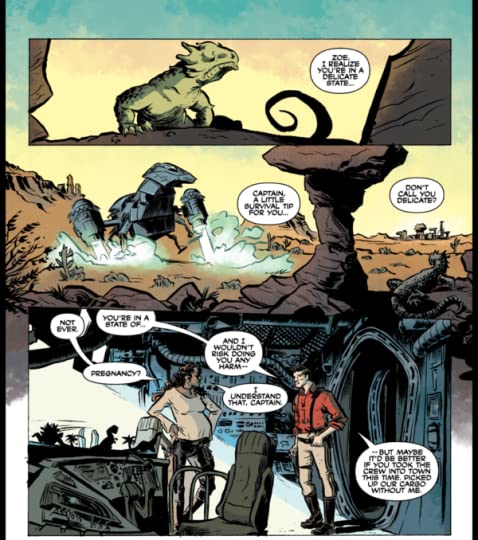 ZOE,
I REALIZE
YOU'RE IN A
DELICATE
STATE...
CAPTAIN,
A LITTLE
SURVIVAL TIP
FOR YOU...
DON'T
CALL YOU
DELICATE?
NOT
EVER.
YOU'RE IN A
STATE OF...
PREGNANCY?
AND I
WOULDN'T
RISK DOING
YOU ANY
HARM--
I
UNDERSTAND
THAT, CAPTAIN.
--BUT MAYBE
IT'D BE BETTER
IF YOU TOOK THE
CREW INTO TOWN
THIS TIME. PICKED
UP OUR CARGO
WITHOUT ME.